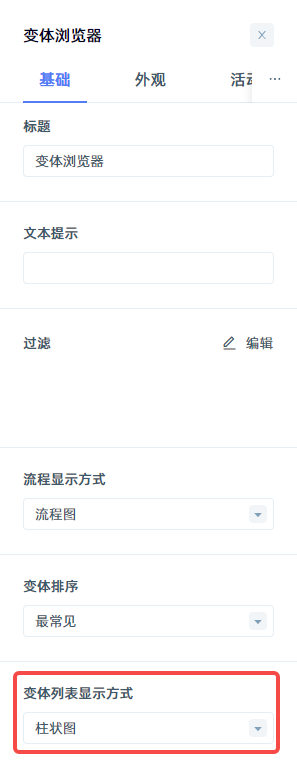 变体浏览器
基础 外观 活动 ···
标题
变体浏览器
文本提示
过滤 编辑
流程显示方式
流程图
变体排序
最常见
变体列表显示方式
柱状图